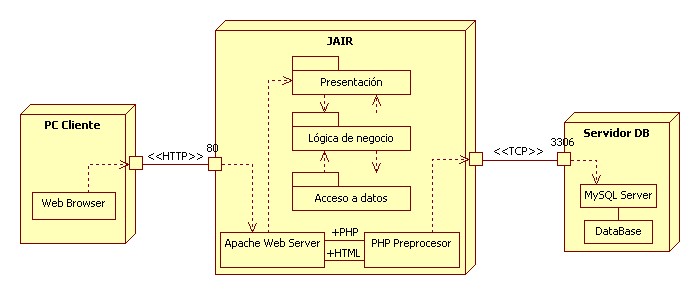 JAIR
PC Cliente
Web Browser
<<HTTP>>
80
Presentación
Lógica de negocio
Acceso a datos
Apache Web Server
+PHP
+HTML
PHP Preprocesor
<<TCP>>
3306
Servidor DB
MySQL Server
DataBase